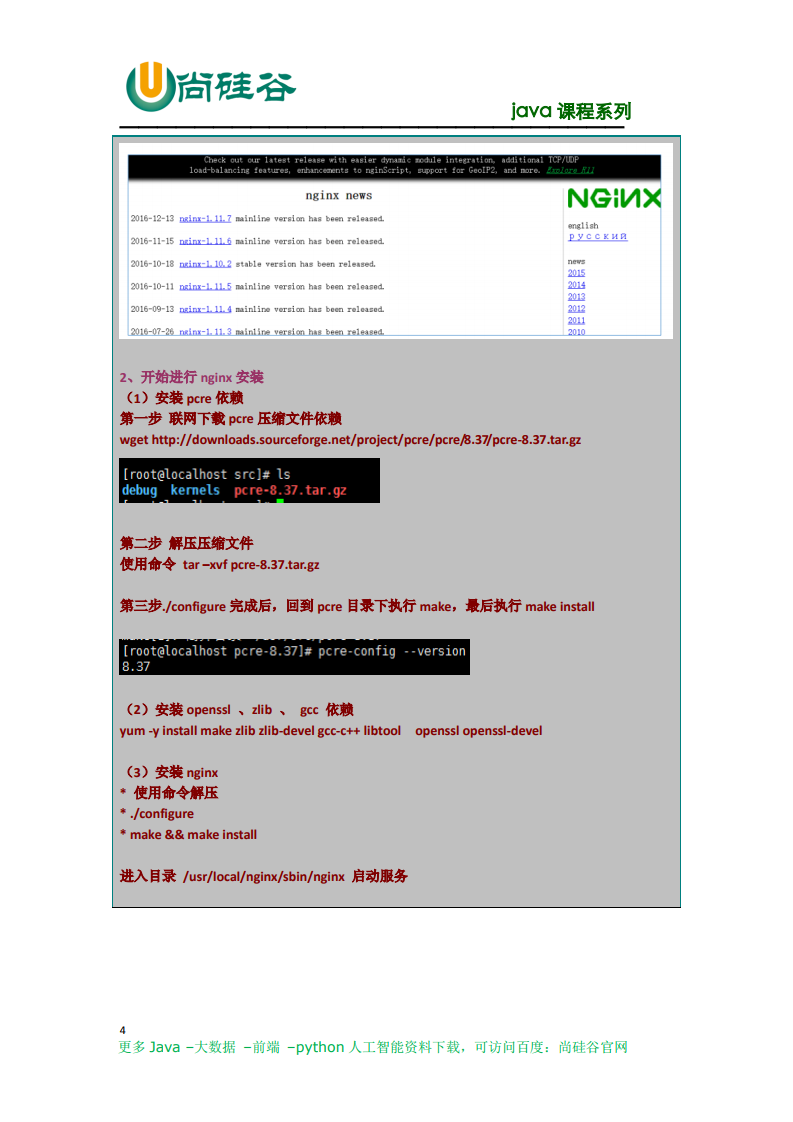 尚硅谷
java 课程系列
Check out our latest release with easier dynamic module integration, additional TCP/UDP
load-balancing features, enhancements to nginScript, support for GeoIP2, and more. Explore R11
nginx news
2016-12-13 nginx-1.11.7 mainline version has been released.
2016-11-15 nginx-1.11.6 mainline version has been released.
2016-10-18 nginx-1.10.2 stable version has been released.
2016-10-11 nginx-1.11.5 mainline version has been released.
2016-09-13 nginx-1.11.4 mainline version has been released.
2016-07-26 nginx-1.11.3 mainline version has been released.
NGINX
english
русский
news
2015
2014
2013
2012
2011
2010
2、开始进行 nginx 安装
（1）安装 pcre 依赖
第一步 联网下载 pcre 压缩文件依赖
wget http://downloads.sourceforge.net/project/pcre/pcre/8.37/pcre-8.37.tar.gz
[root@localhost src]# ls
debug kernels pcre-8.37.tar.gz
第二步 解压压缩文件
使用命令 tar –xvf pcre-8.37.tar.gz
第三步./configure 完成后，回到 pcre 目录下执行 make，最后执行 make install
[root@localhost pcre-8.37]# pcre-config --version
8.37
（2）安装 openssl 、zlib 、 gcc 依赖
yum -y install make zlib zlib-devel gcc-c++ libtool openssl openssl-devel
（3）安装 nginx
* 使用命令解压
* ./configure
* make && make install
进入目录 /usr/local/nginx/sbin/nginx 启动服务
4
更多 Java –大数据 –前端 –python 人工智能资料下载，可访问百度：尚硅谷官网